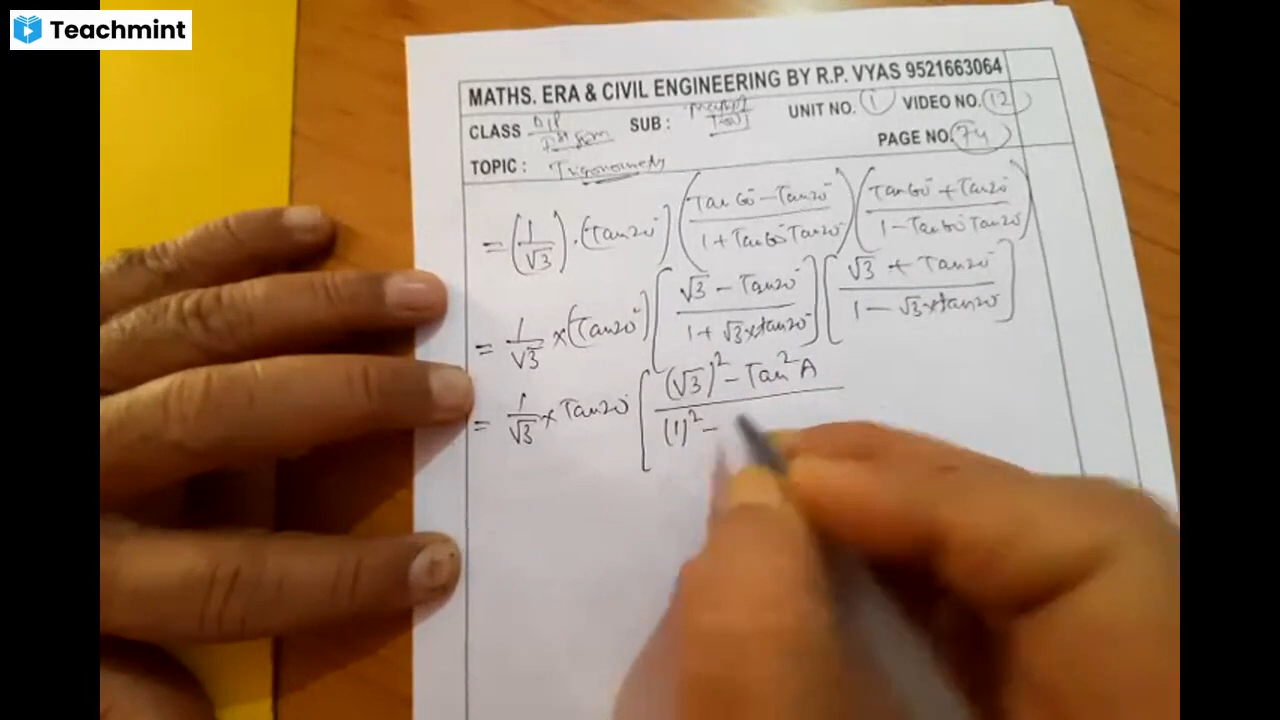 Teachmint
MATHS. ERA & CIVIL ENGINEERING BY R.P. VYAS 9521663064
CLASS SUB : UNIT NO. 1 VIDEO NO. 12
PAGE NO. 74
TOPIC : Trigonometry
= (1/√3) · (Tan20°) (Tan60° - Tan20° / 1 + Tan60° Tan20°) (Tan60° + Tan20° / 1 - Tan60° Tan20°)
= 1/√3 × (Tan20°) [√3 - Tan20° / 1 + √3 × tan20°] [√3 + Tan20° / 1 - √3 × tan20°]
= 1/√3 × Tan20° [(√3)² - Tan² A / (1)² -